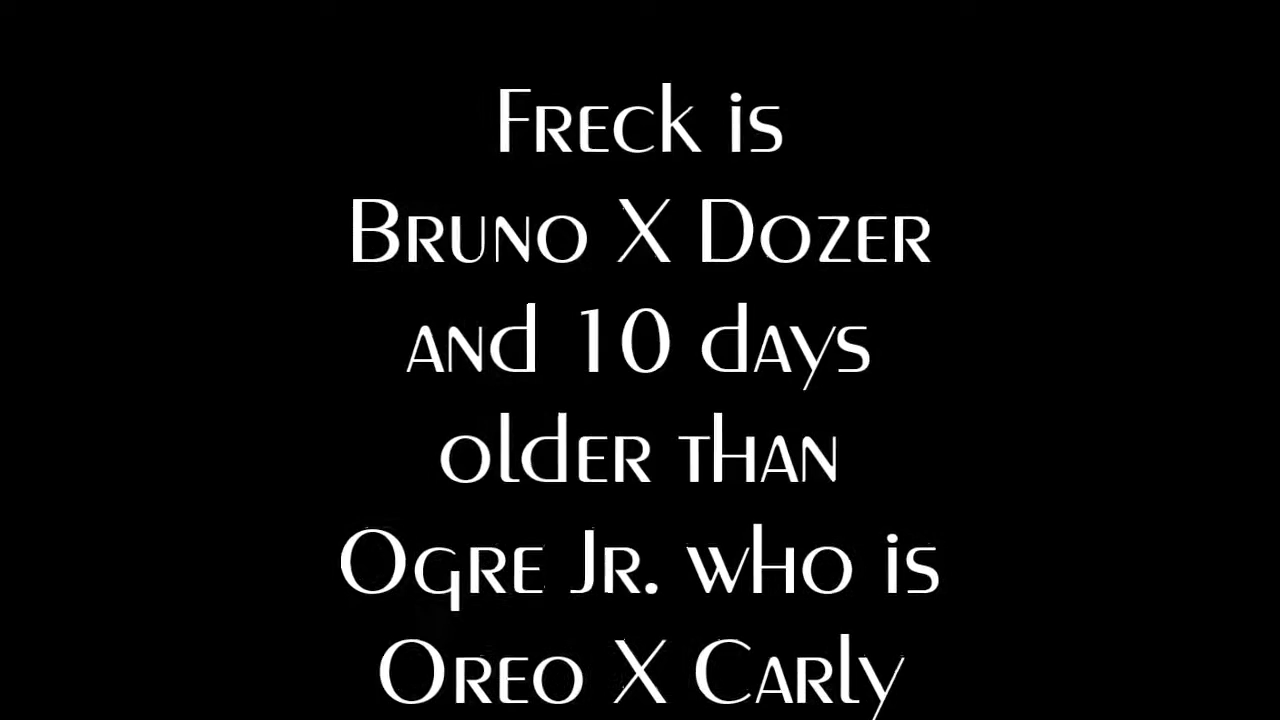 Freck is
Bruno X Dozer
and 10 days
older than
Ogre Jr. who is
Oreo X Carly